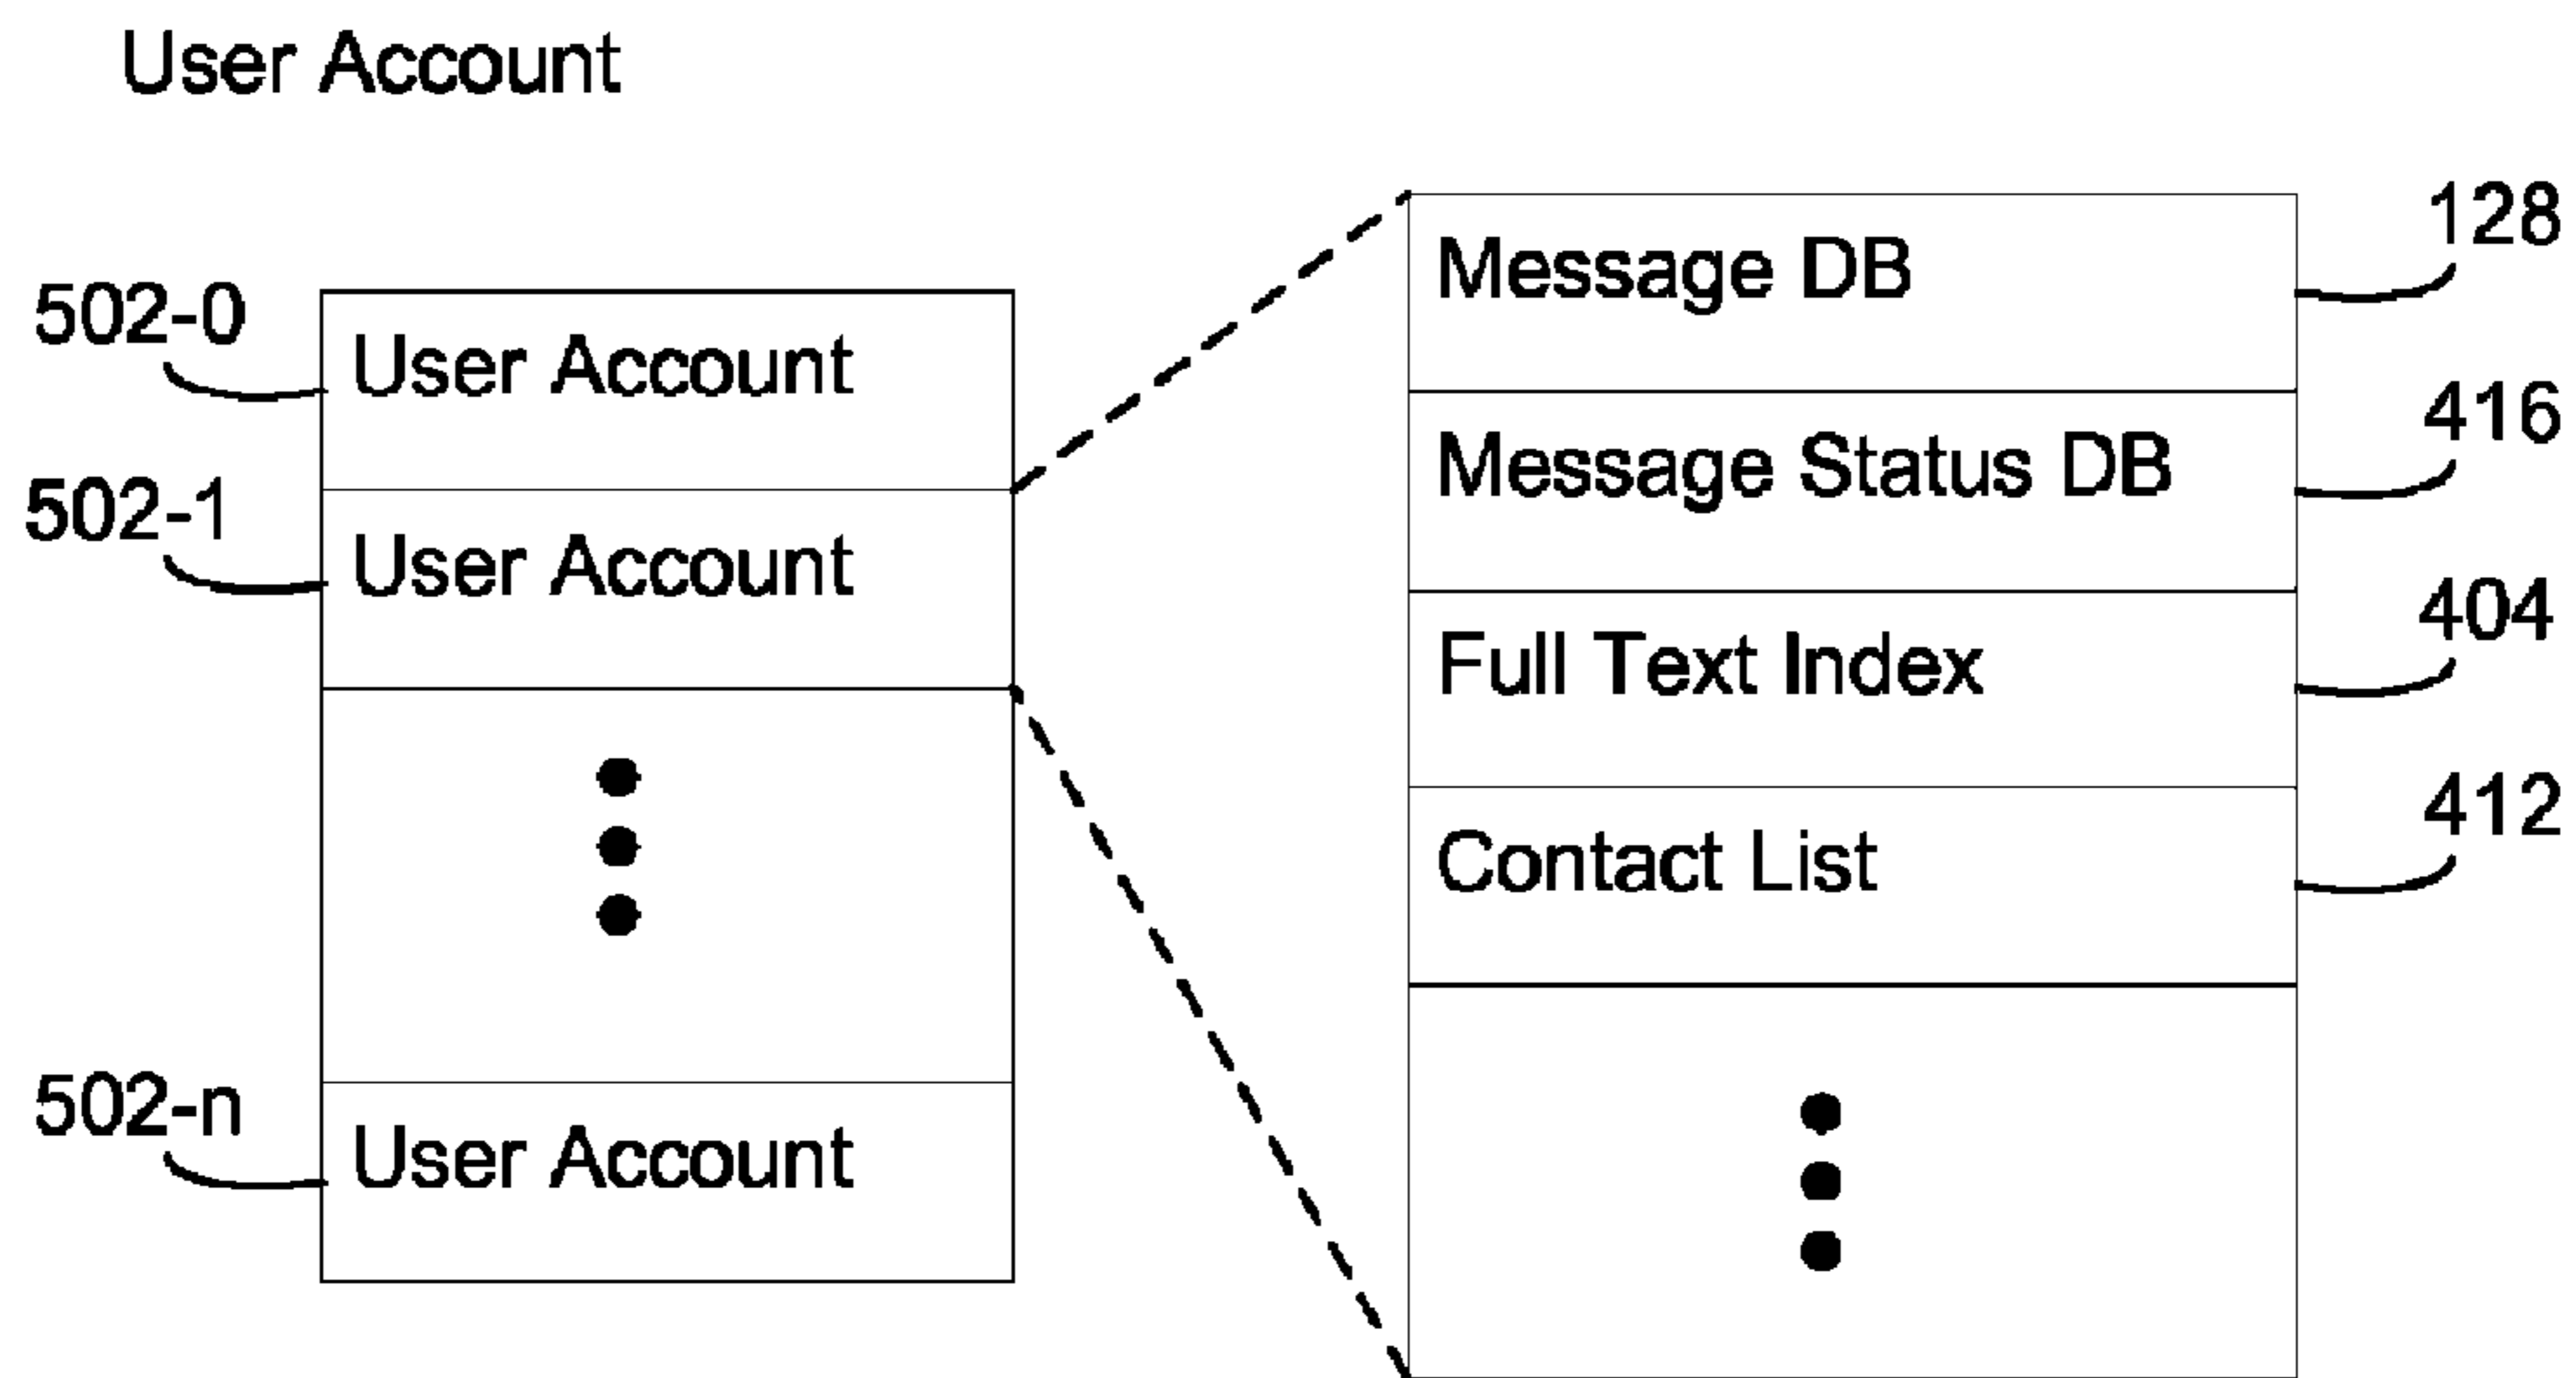 User Account
502-0
User Account
502-1
User Account
502-n
User Account
Message DB
128
Message Status DB
416
Full Text Index
404
Contact List
412